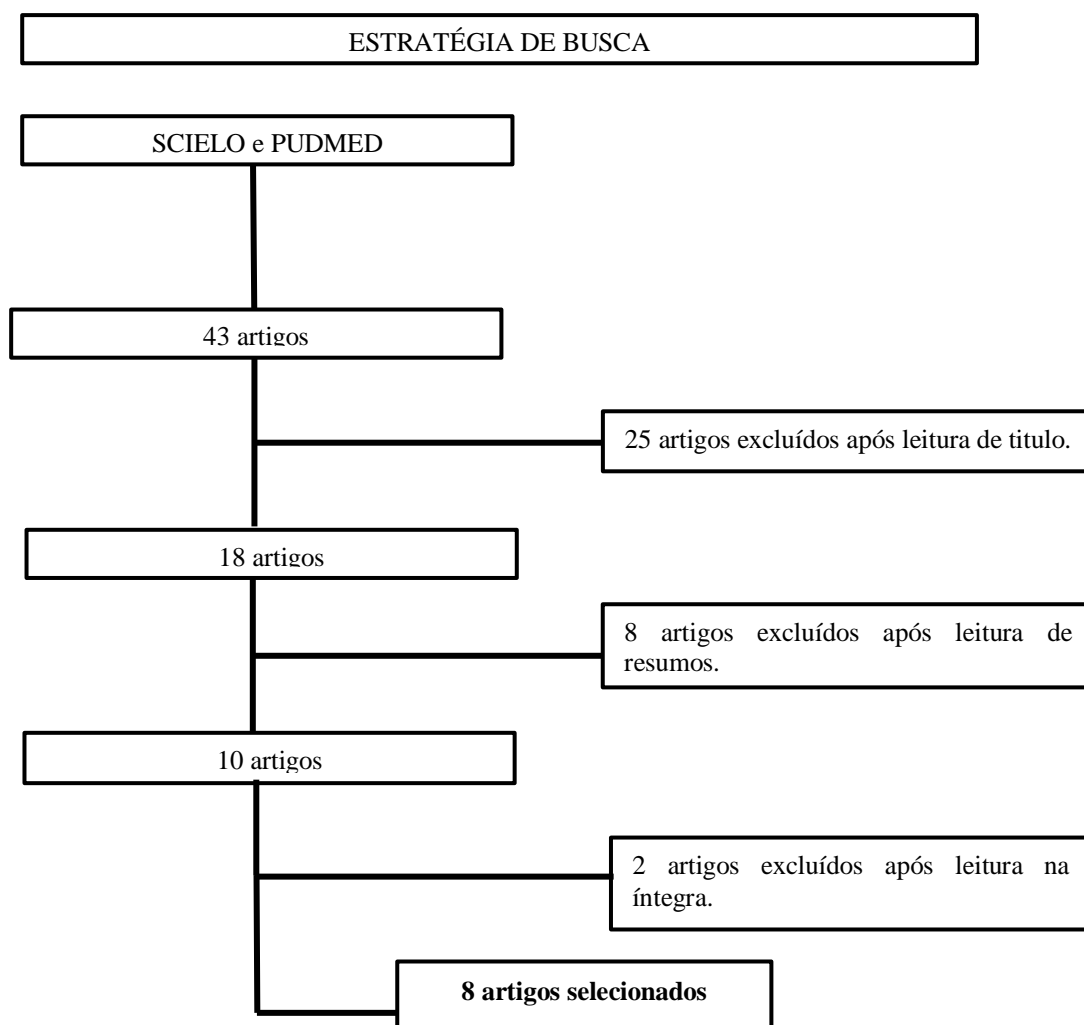 ESTRATÉGIA DE BUSCA
SCIELO e PUDMED
43 artigos
25 artigos excluídos após leitura de titulo.
18 artigos
8 artigos excluídos após leitura de
resumos.
10 artigos
2 artigos excluídos após leitura na
íntegra.
8 artigos selecionados